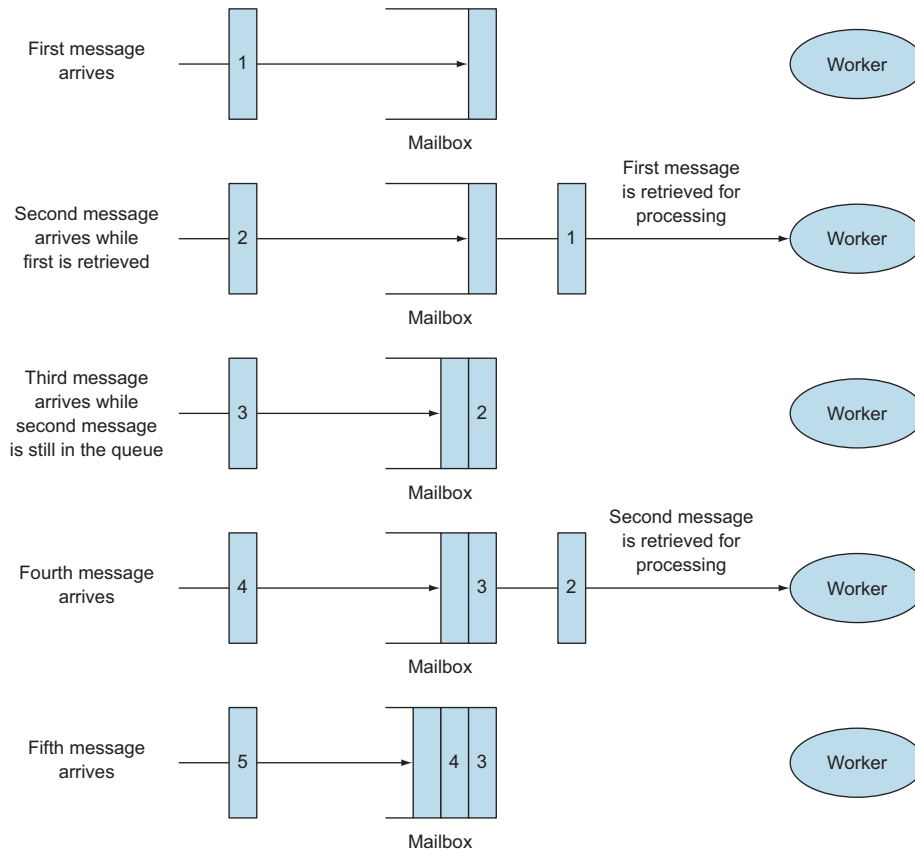 First message
arrives
1
Worker
Mailbox
First message
is retrieved for
processing
Second message
arrives while
first is retrieved
2
1
Worker
Mailbox
Third message
arrives while
second message
is still in the queue
3
2
Worker
Mailbox
Second message
is retrieved for
processing
Fourth message
arrives
4
3
2
Worker
Mailbox
Fifth message
arrives
5
4
3
Worker
Mailbox